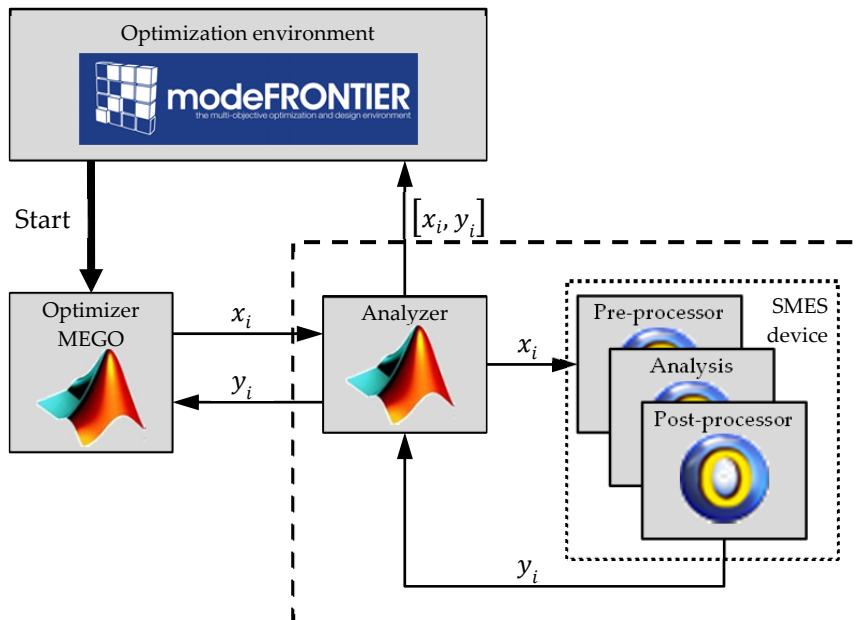 Optimization environment
modeFRONTIER
the multi-objective optimization and design environment
Start
[x_i, y_i]
Optimizer
MEGO
x_i
y_i
Analyzer
x_i
SMES
device
Pre-processor
Analysis
Post-processor
y_i